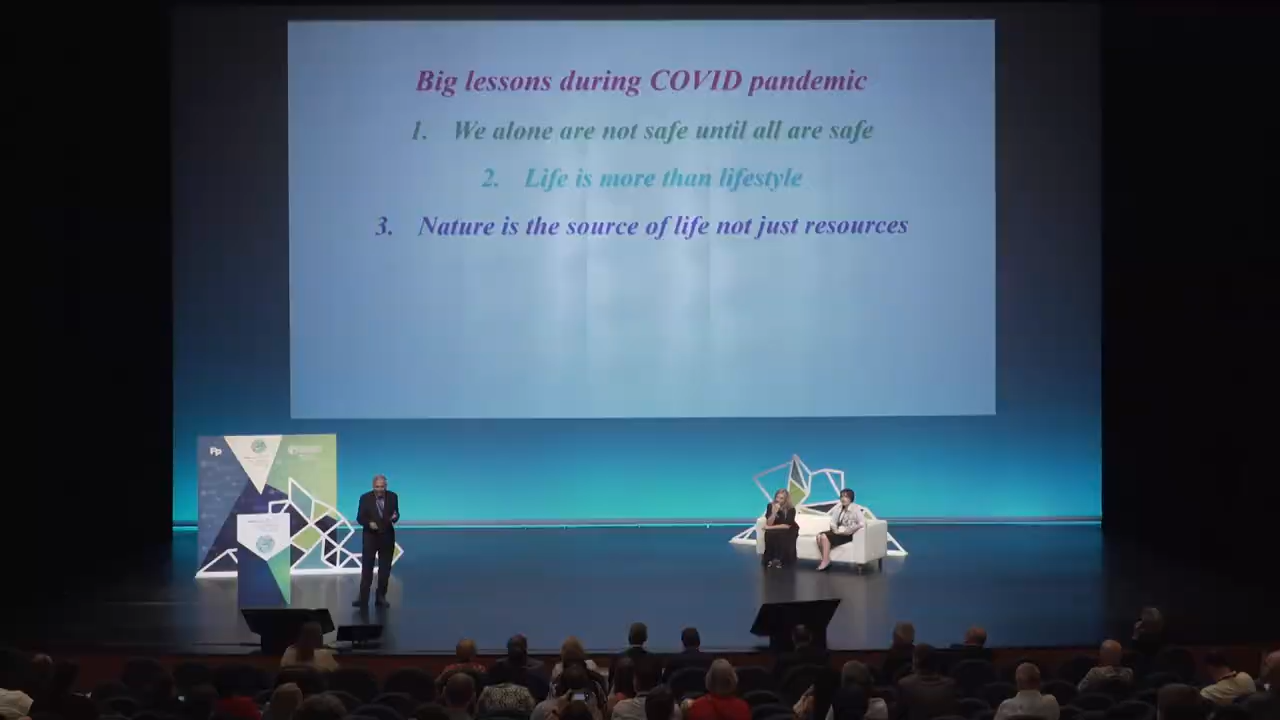 Big lessons during COVID pandemic
1. We alone are not safe until all are safe
2. Life is more than lifestyle
3. Nature is the source of life not just resources
Pp